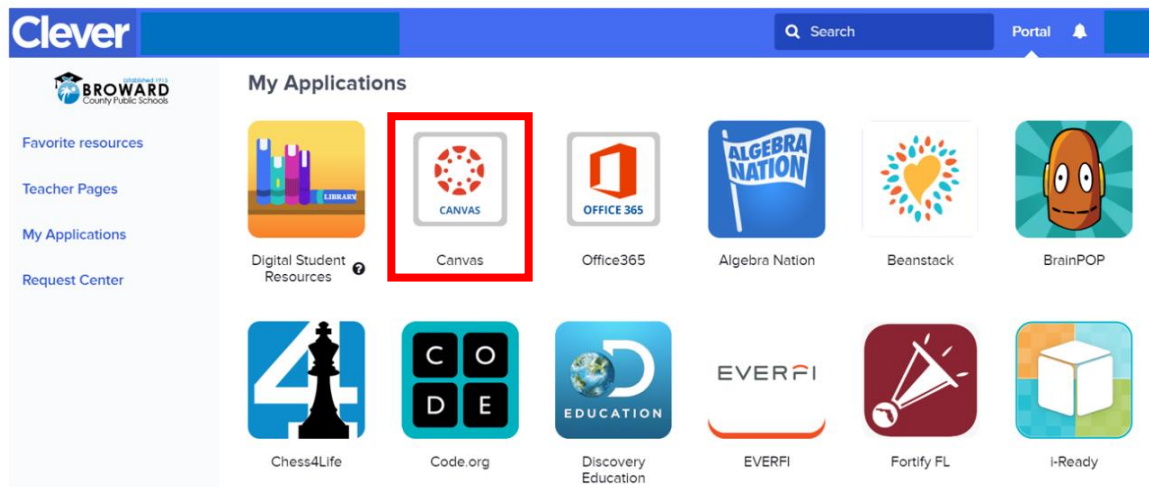 Clever
Search
Portal
Established 1915
BROWARD
County Public Schools
Favorite resources
Teacher Pages
My Applications
Request Center
My Applications
LIBRARY
Digital Student
Resources
?
CANVAS
Canvas
OFFICE 365
Office365
ALGEBRA
NATION
Algebra Nation
Beanstack
BrainPOP
4
Chess4Life
C O
D E
Code.org
D
EDUCATION
Discovery
Education
EVERFI
EVERFI
Fortify FL
i-Ready